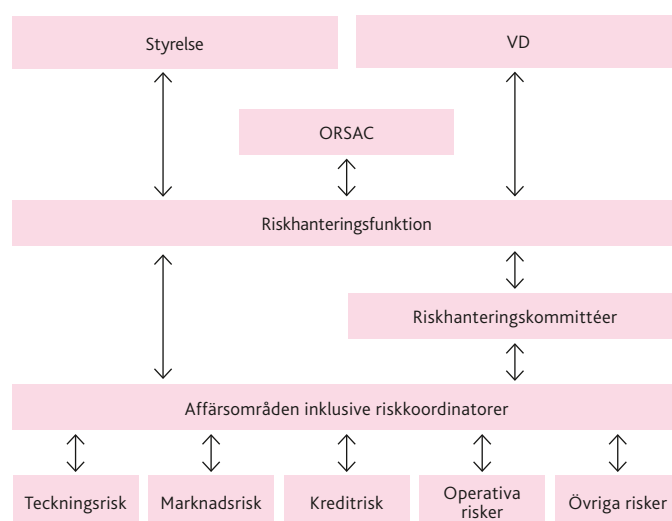 Styrelse
VD
ORSAC
Riskhanteringsfunktion
Riskhanteringskommittéer
Affärsområden inklusive riskkoordinatorer
Teckningsrisk
Marknadsrisk
Kreditrisk
Operativa
risker
Övriga risker